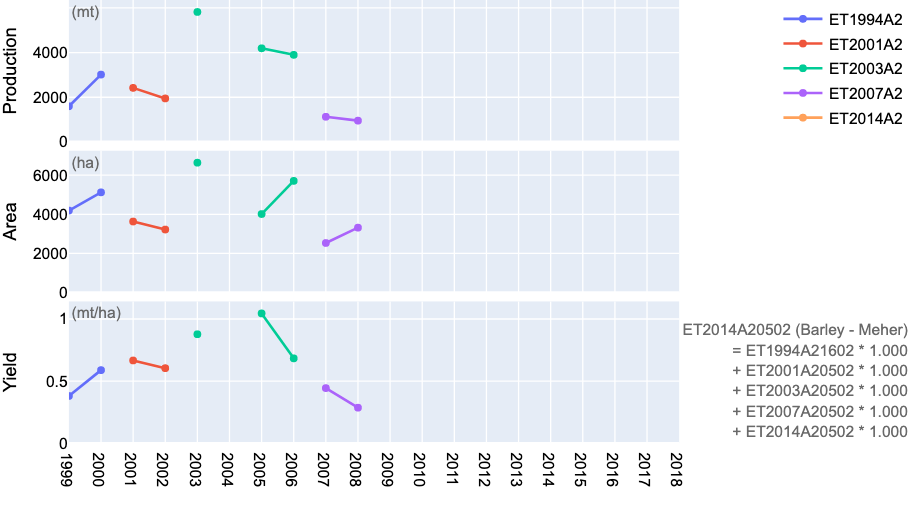 Production
(mt)
4000
2000
0
Area
(ha)
6000
4000
2000
0
Yield
(mt/ha)
1
0.5
0
1999
2000
2001
2002
2003
2004
2005
2006
2007
2008
2009
2010
2011
2012
2013
2014
2015
2016
2017
2018
ET1994A2
ET2001A2
ET2003A2
ET2007A2
ET2014A2
ET2014A20502 (Barley - Meher)
= ET1994A21602 * 1.000
+ ET2001A20502 * 1.000
+ ET2003A20502 * 1.000
+ ET2007A20502 * 1.000
+ ET2014A20502 * 1.000